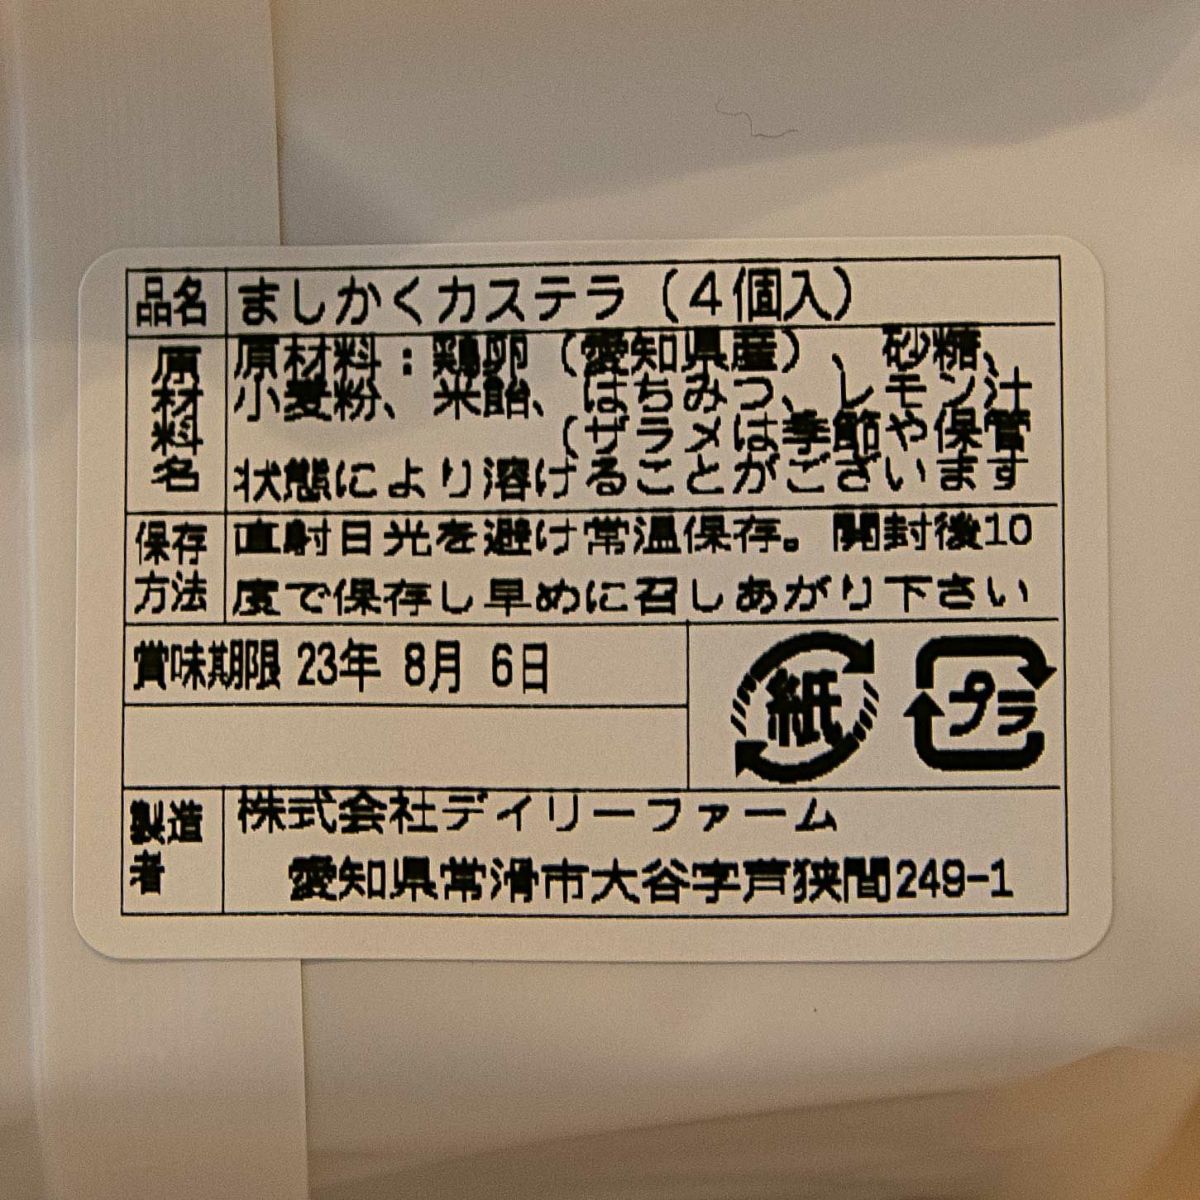 品名 ましかくカステラ（4個入）
原材料名 原材料：鶏卵（愛知県産）、砂糖、
小麦粉、米飴、はちみつ、レモン汁
（ザラメは季節や保管
状態により溶けることがございます
保存方法 直射日光を避け常温保存。開封後10
度で保存し早めに召しあがり下さい
賞味期限 23年 8月 6日
紙 プラ
製造者 株式会社デイリーファーム
愛知県常滑市大谷字芦狭間249-1